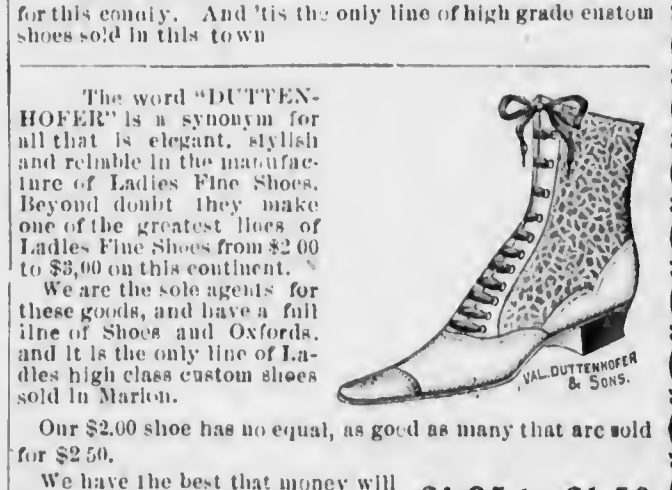 for this county. And 'tis the only line of high grade custom
shoes sold in this town
The word "DUTTEN-
HOFER" is a synonym for
all that is elegant, stylish
and reliable in the manufac-
ture of Ladies Fine Shoes.
Beyond doubt they make
one of the greatest lines of
Ladies Fine Shoes from $2 00
to $3,00 on this continent.
We are the sole agents for
these goods, and have a full
line of Shoes and Oxfords,
and it is the only line of La-
dies high class custom shoes
sold in Marion.
VAL. DUTTENHOFER
& SONS.
Our $2.00 shoe has no equal, as good as many that are sold
for $2 50.
We have the best that money will